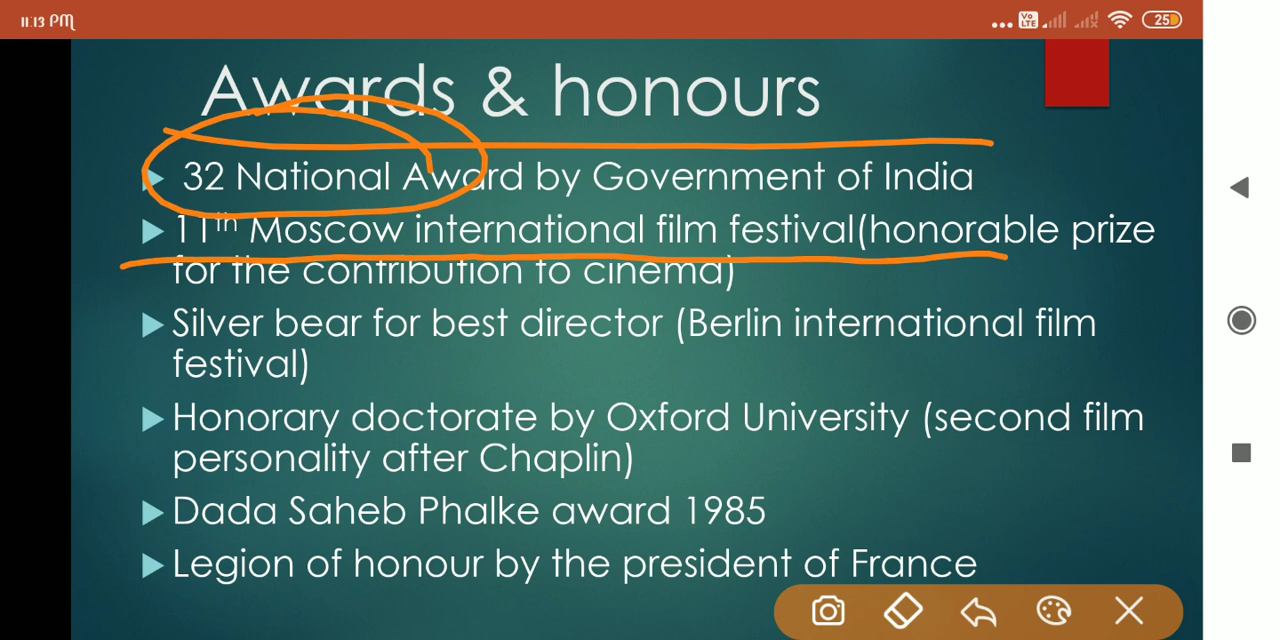 11:13 PM
Vo LTE
25
Awards & honours
32 National Award by Government of India
11th Moscow international film festival(honorable prize
for the contribution to cinema)
Silver bear for best director (Berlin international film
festival)
Honorary doctorate by Oxford University (second film
personality after Chaplin)
Dada Saheb Phalke award 1985
Legion of honour by the president of France